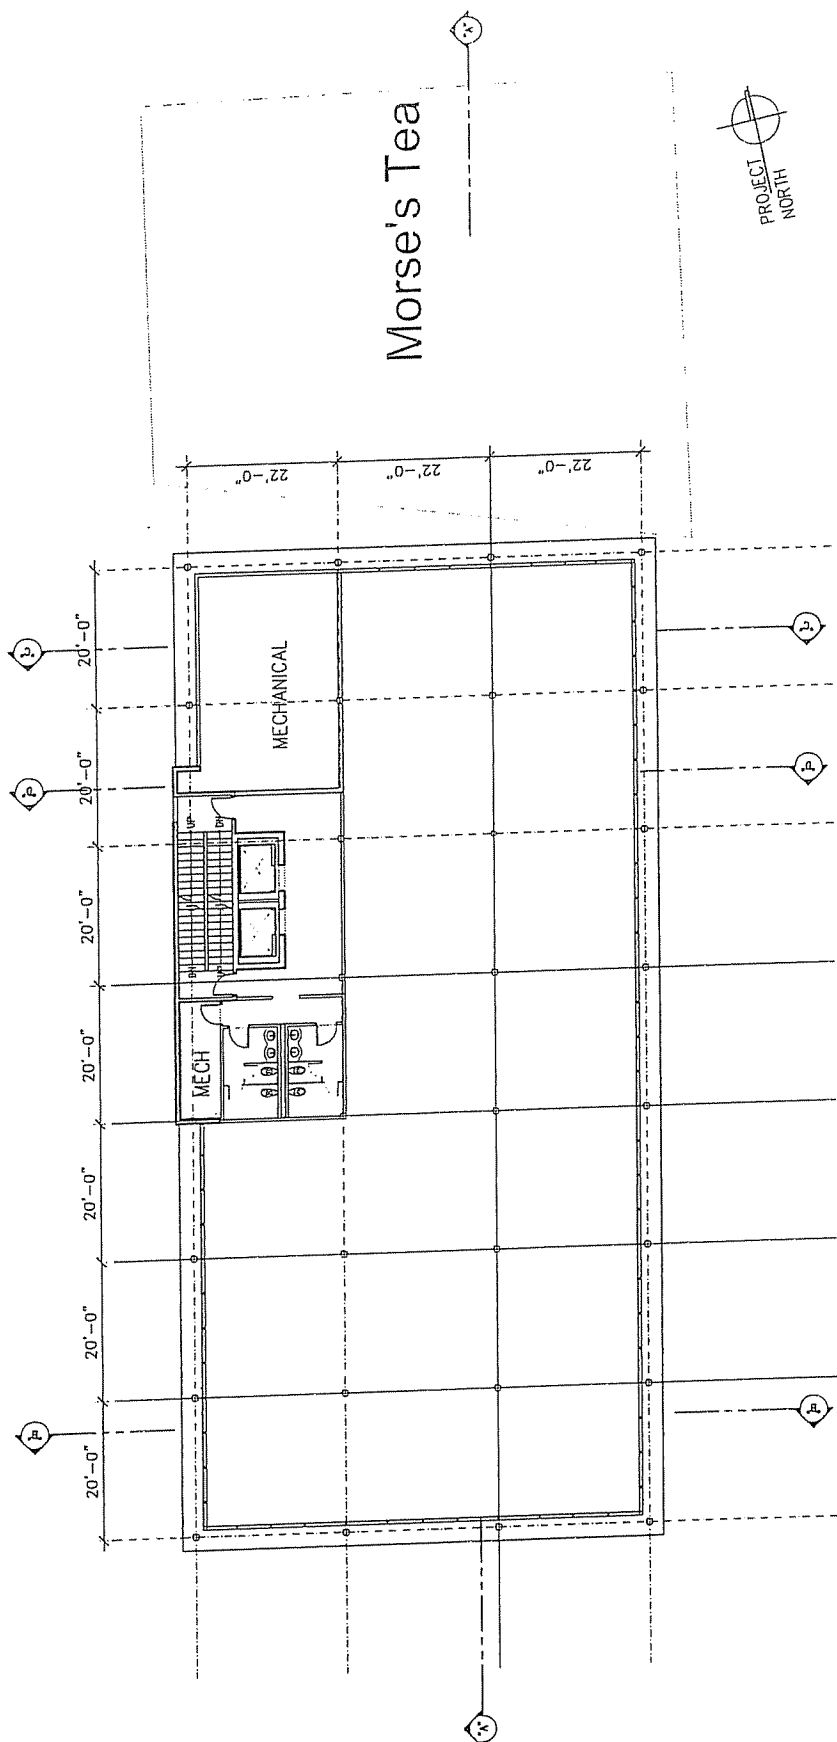 Morse's Tea
PROJECT
NORTH
22'-0"
22'-0"
22'-0"
20'-0"
20'-0"
20'-0"
20'-0"
20'-0"
20'-0"
20'-0"
MECHANICAL
UP
DN
DN
MECH
"A"
"A"
"C"
"C"
"B"
"B"